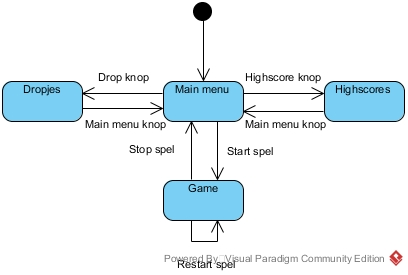 Drop knop
Highscore knop
Dropjes
Main menu
Highscores
Main menu knop
Main menu knop
Stop spel
Start spel
Game
Powered By Visual Paradigm Community Edition
Restart spel